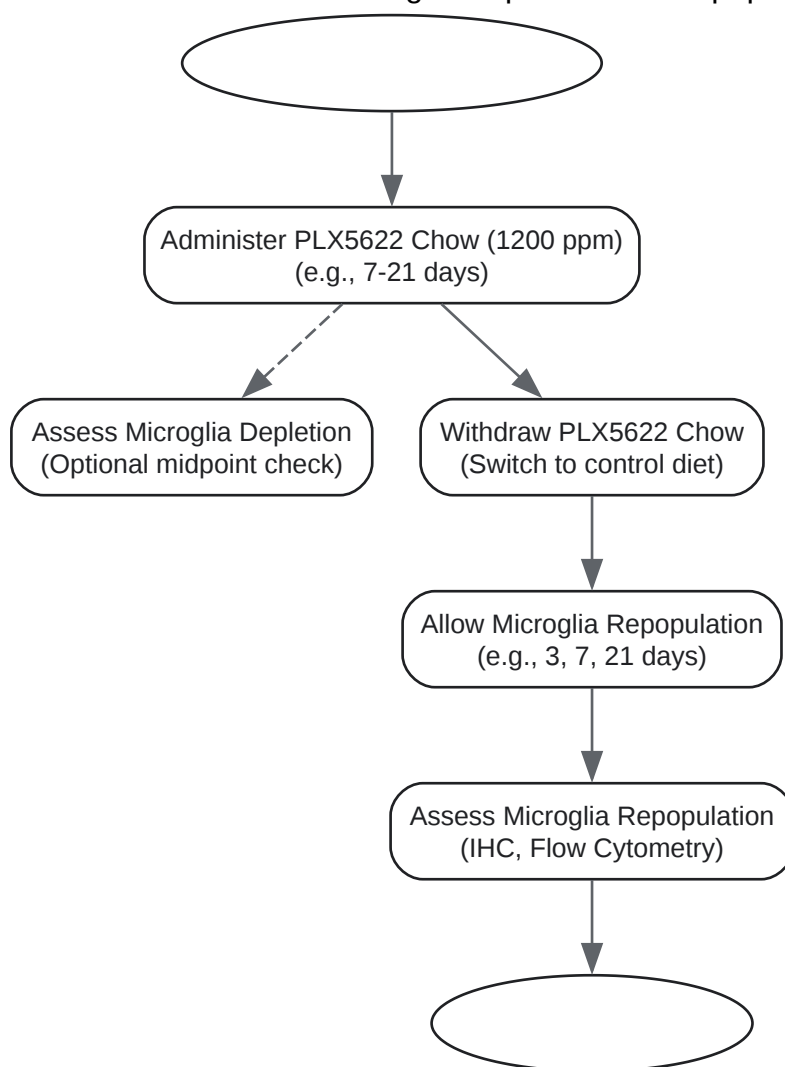 Administer PLX5622 Chow (1200 ppm)
(e.g., 7-21 days)
Assess Microglia Depletion
(Optional midpoint check)
Withdraw PLX5622 Chow
(Switch to control diet)
Allow Microglia Repopulation
(e.g., 3, 7, 21 days)
Assess Microglia Repopulation
(IHC, Flow Cytometry)